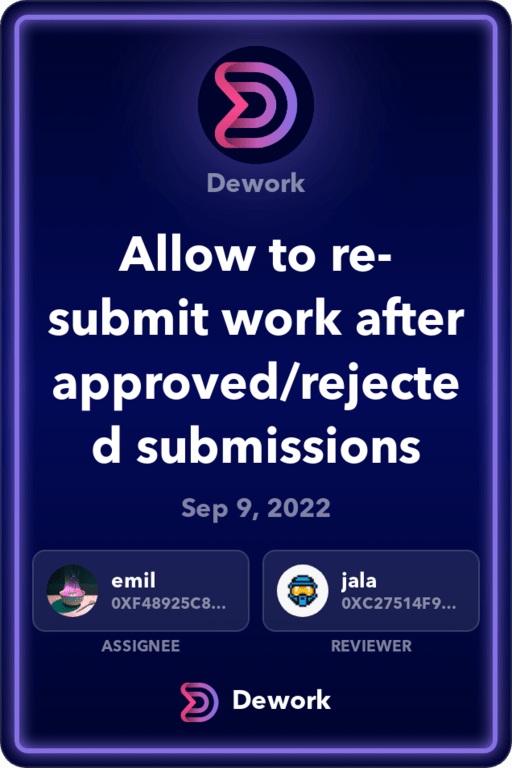 Dework
Allow to re-
submit work after
approved/rejecte
d submissions
Sep 9, 2022
emil
0XF48925C8...
jala
0XC27514F9...
ASSIGNEE
REVIEWER
Dework